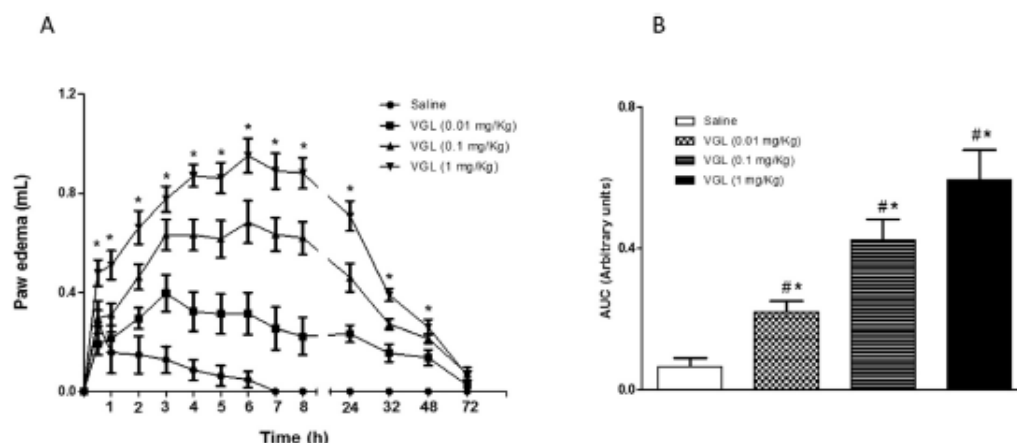 A
B
1.2
0.8
0.4
0.0
Paw edema (mL)
* * * * * * * * * * * *
Saline
VGL (0.01 mg/Kg)
VGL (0.1 mg/Kg)
VGL (1 mg/Kg)
1 2 3 4 5 6 7 8 24 32 48 72
Time (h)
0.8
0.4
0.0
AUC (Arbitrary units)
Saline
VGL (0.01 mg/Kg)
VGL (0.1 mg/Kg)
VGL (1 mg/Kg)
#*
#*
#*